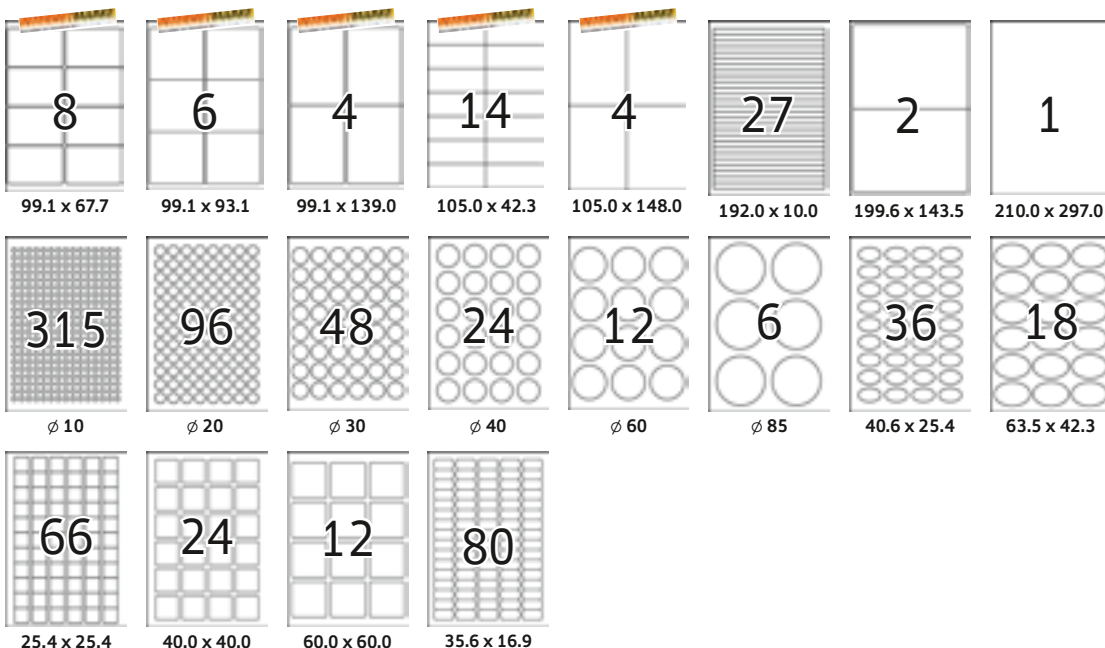 8 6 4 14 4 27 2 1
99.1 x 67.7 99.1 x 93.1 99.1 x 139.0 105.0 x 42.3 105.0 x 148.0 192.0 x 10.0 199.6 x 143.5 210.0 x 297.0
315 96 48 24 12 6 36 18
⌀ 10 ⌀ 20 ⌀ 30 ⌀ 40 ⌀ 60 ⌀ 85 40.6 x 25.4 63.5 x 42.3
66 24 12 80
25.4 x 25.4 40.0 x 40.0 60.0 x 60.0 35.6 x 16.9